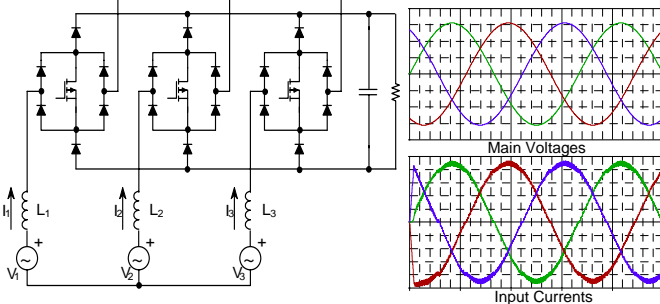 Main Voltages
I1 L1 I2 L2 I3 L3
+ + +
~ ~ ~
V1 V2 V3
Input Currents